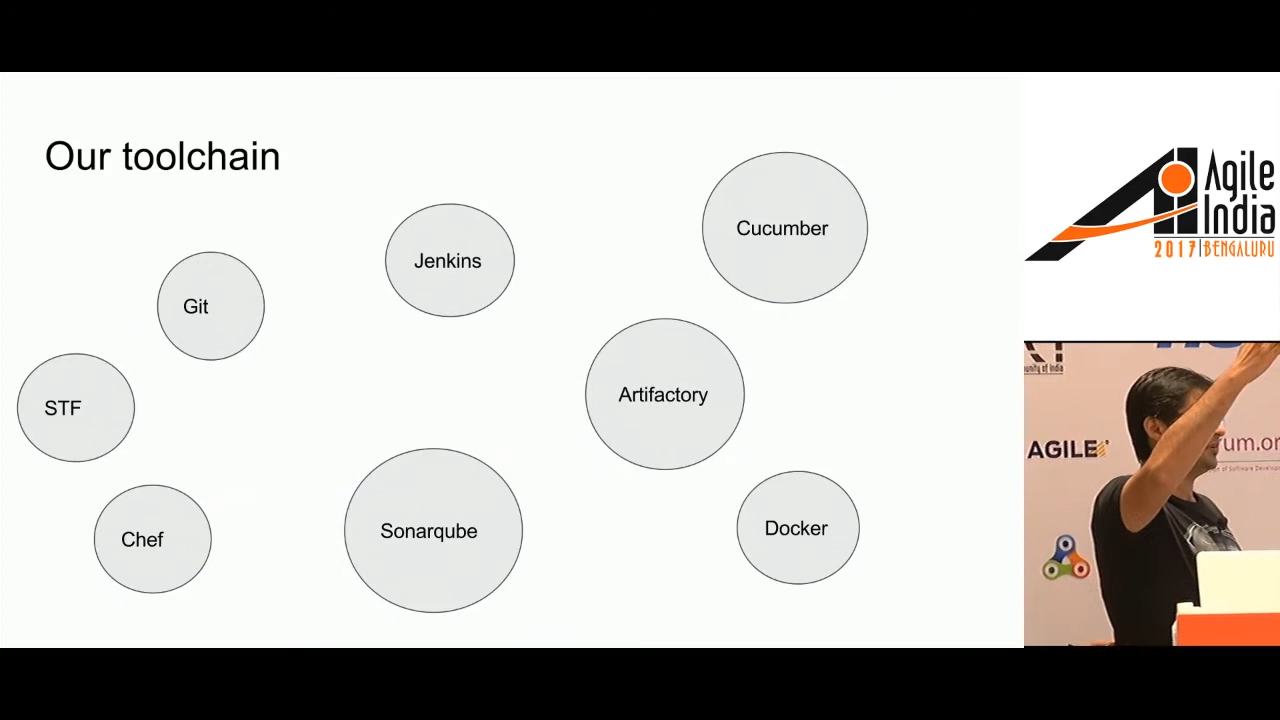 Our toolchain
Cucumber
Jenkins
Git
Artifactory
STF
Docker
Sonarqube
Chef
Agile
India
2017 BENGALURU
AGILE